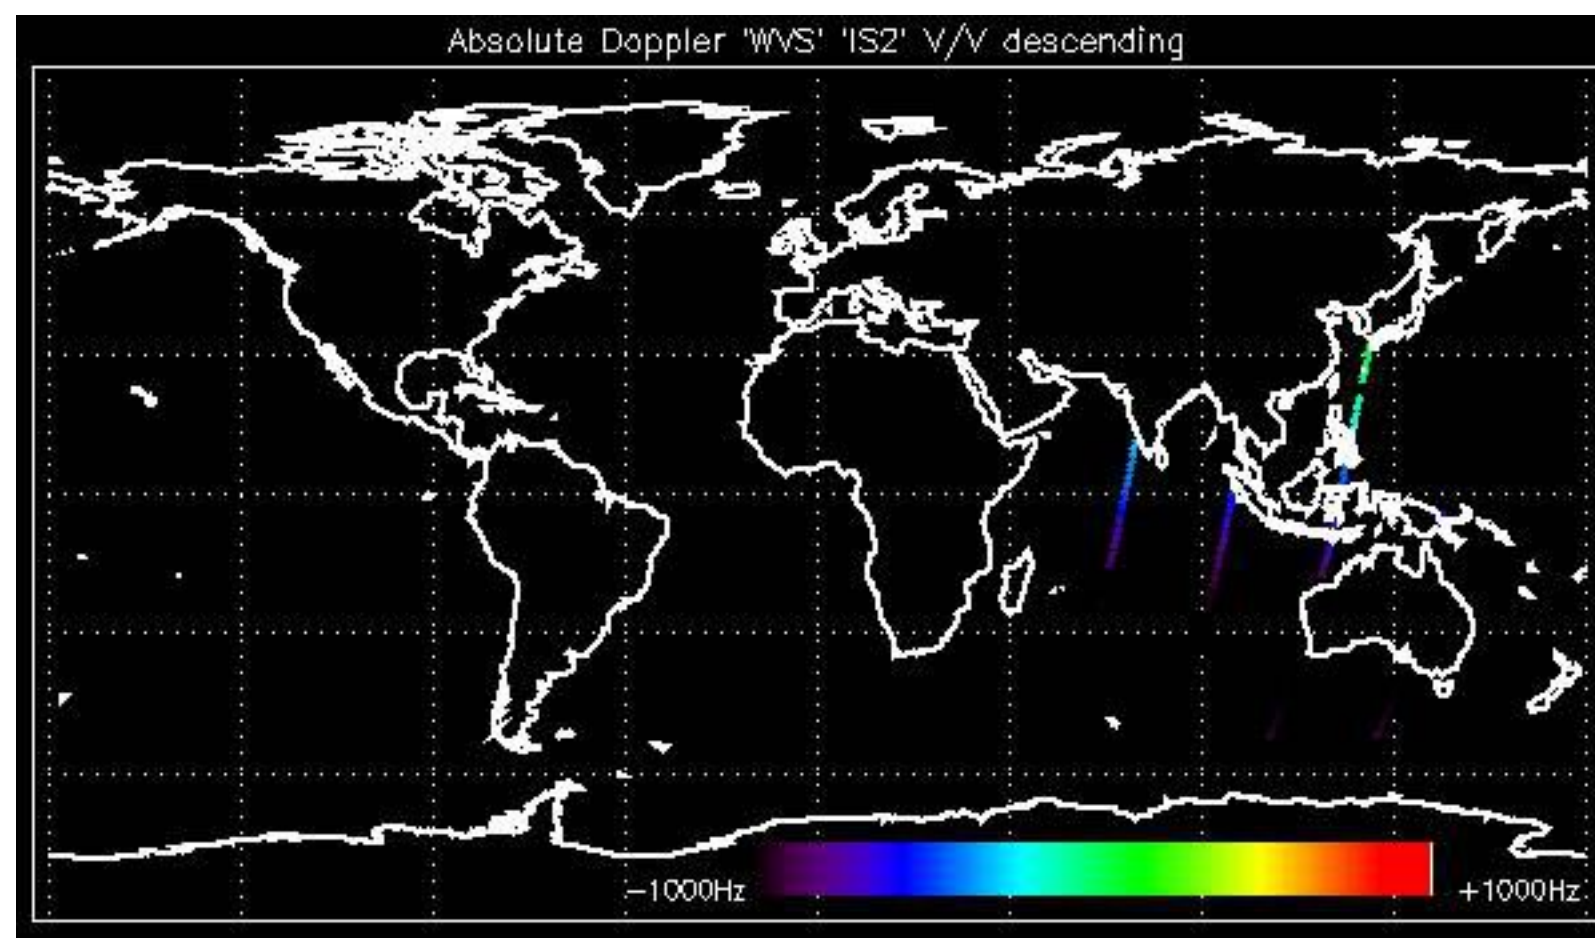 Absolute Doppler 'WVS' 'IS2' V/V descending
−1000Hz
+1000Hz